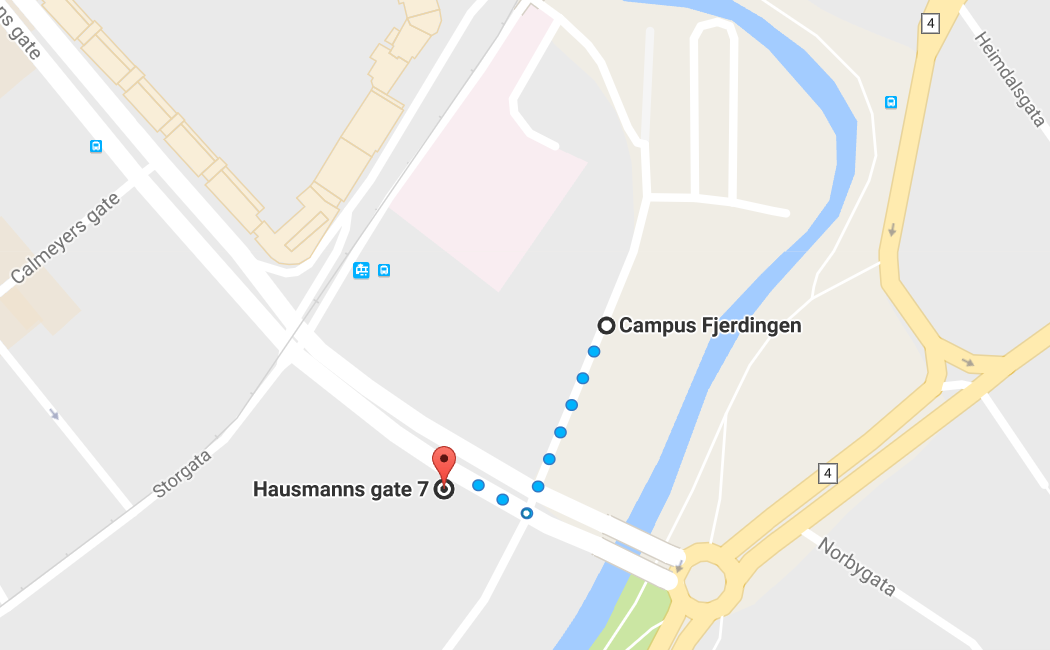 ns gate
4
Heimdalsgata
Calmeyers gate
Campus Fjerdingen
Storgata
4
Hausmanns gate 7
Norbygata